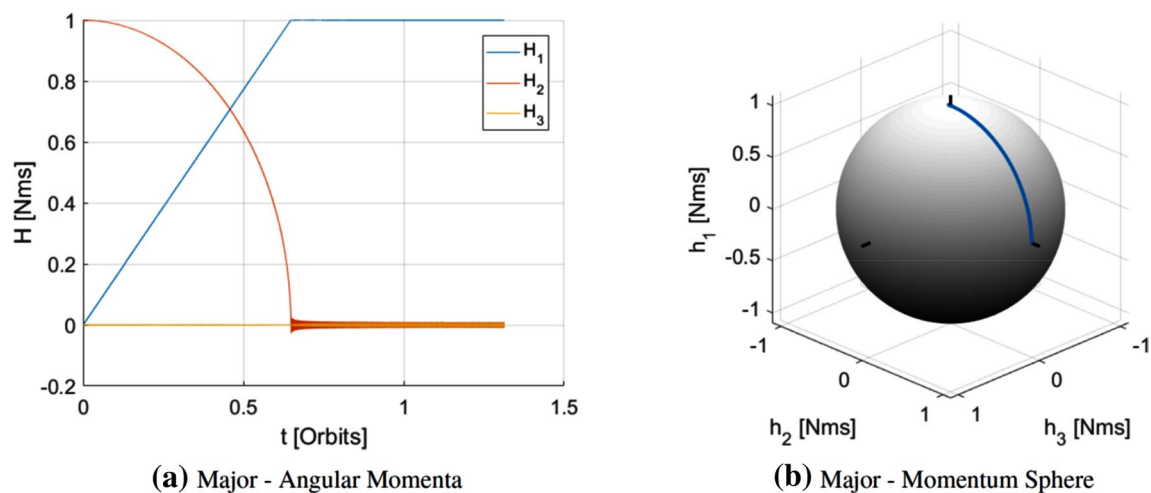 1
0.8
0.6
0.4
0.2
0
-0.2
H [Nms]
0 0.5 1 1.5
t [Orbits]
H₁
H₂
H₃
(a) Major - Angular Momenta
1
0.5
0
-0.5
-1
h₁ [Nms]
-1 0 1
h₂ [Nms]
1 0 -1
h₃ [Nms]
(b) Major - Momentum Sphere